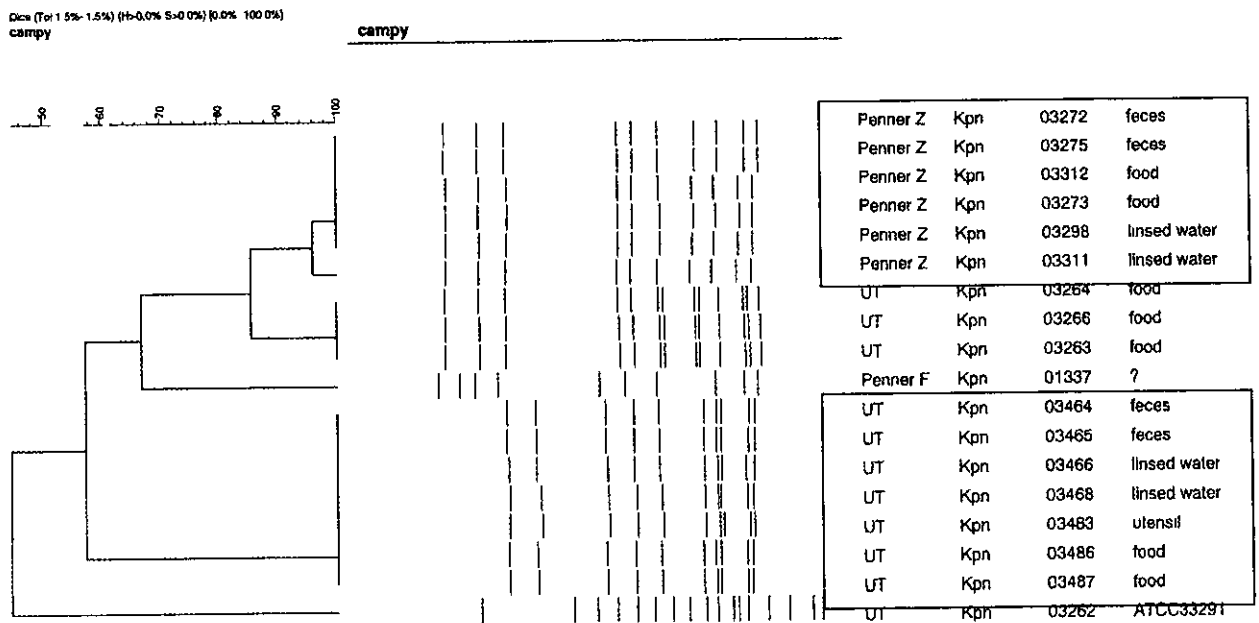 Dice (Tol 1 5%- 1.5%) (H>0.0% S>0 0%) [0.0% 100 0%]
campy
campy
50 60 70 80 90 100
Penner Z Kpn 03272 feces
Penner Z Kpn 03275 feces
Penner Z Kpn 03312 food
Penner Z Kpn 03273 food
Penner Z Kpn 03298 linsed water
Penner Z Kpn 03311 linsed water
UT Kpn 03264 food
UT Kpn 03266 food
UT Kpn 03263 food
Penner F Kpn 01337 ?
UT Kpn 03464 feces
UT Kpn 03465 feces
UT Kpn 03466 linsed water
UT Kpn 03468 linsed water
UT Kpn 03483 utensil
UT Kpn 03486 food
UT Kpn 03487 food
UT Kpn 03262 ATCC33291